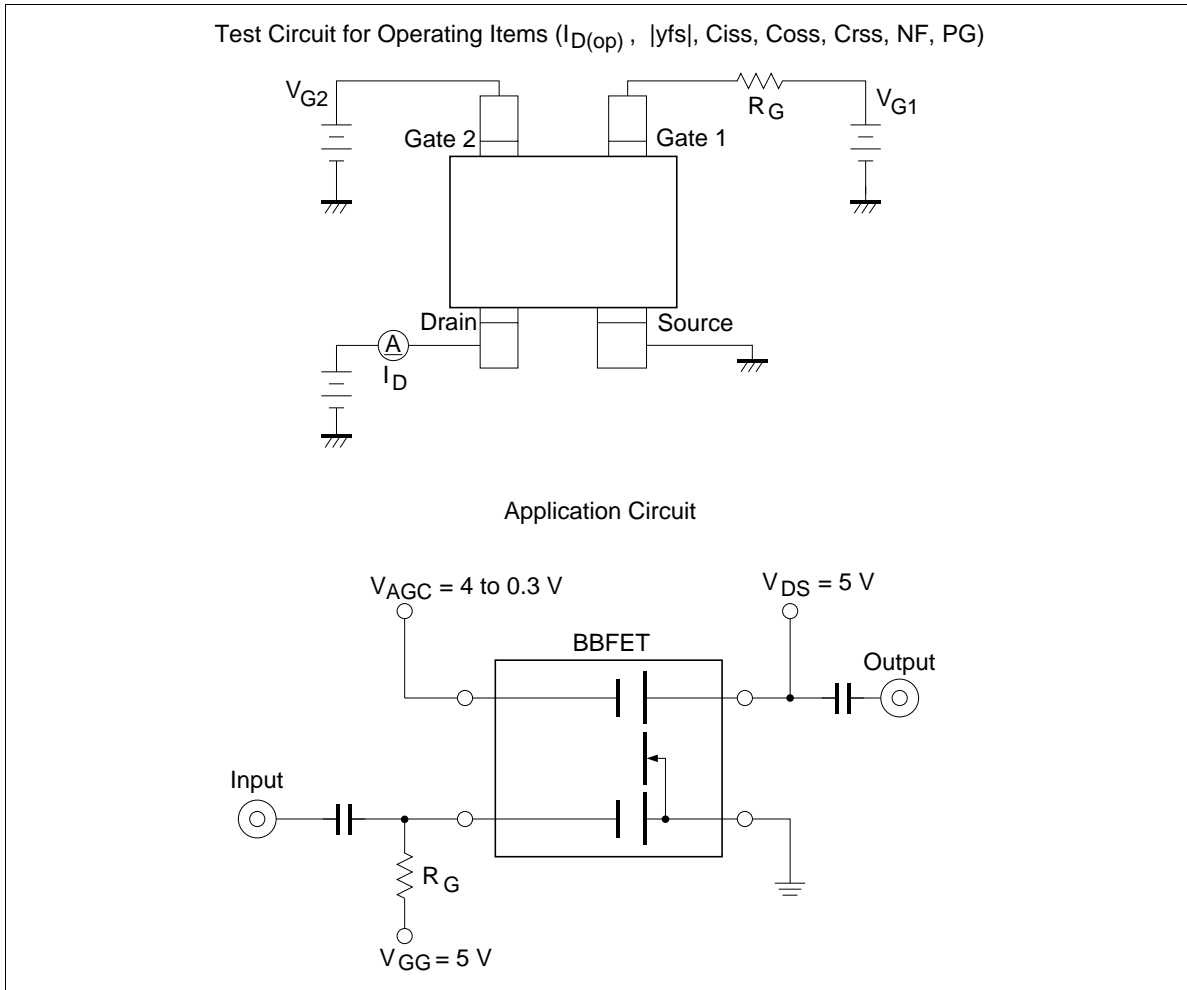 Test Circuit for Operating Items (I_D(op) , |yfs|, Ciss, Coss, Crss, NF, PG)
V_G2
R_G
V_G1
Gate 2
Gate 1
Drain
Source
A
I_D
Application Circuit
V_AGC = 4 to 0.3 V
V_DS = 5 V
BBFET
Output
Input
R_G
V_GG = 5 V